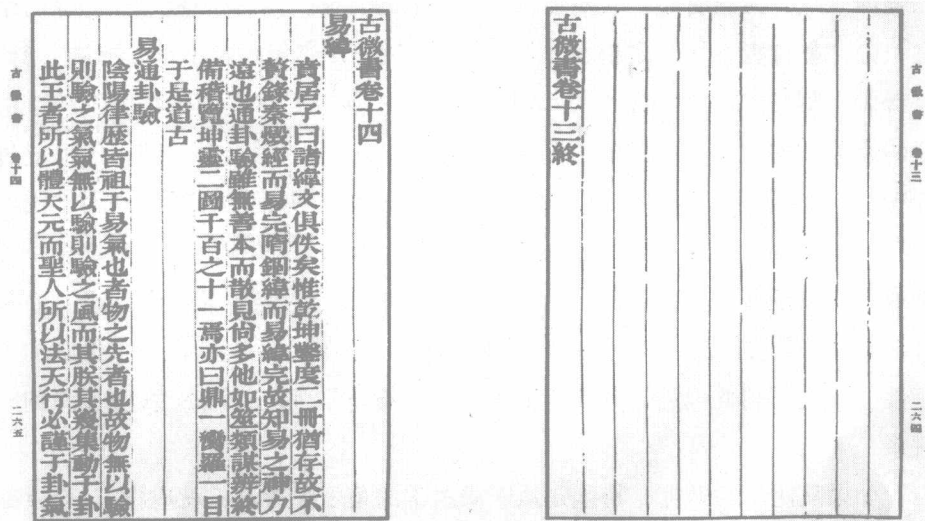 古微書
卷十三
二六四
古微書卷十三終
古微書卷十四
易緯
賁居子曰諸緯文俱佚矣惟乾坤鑿度二冊猶存故不
贅錄秦燬經而易完隋錮緯而易緯完故知易之神力
遠也通卦驗雖無善本而散見尚多他如筮類謀辨終
備稽覽坤靈二圖千百之十一焉亦曰鼎一臠羅一目
于是道古
易通卦驗
陰陽律歷皆祖于易氣也者物之先者也故物無以驗
則驗之氣氣無以驗則驗之風而其朕其幾集動于卦
此王者所以體天元而聖人所以法天行必謹于卦氣
古微書
卷十四
二六五